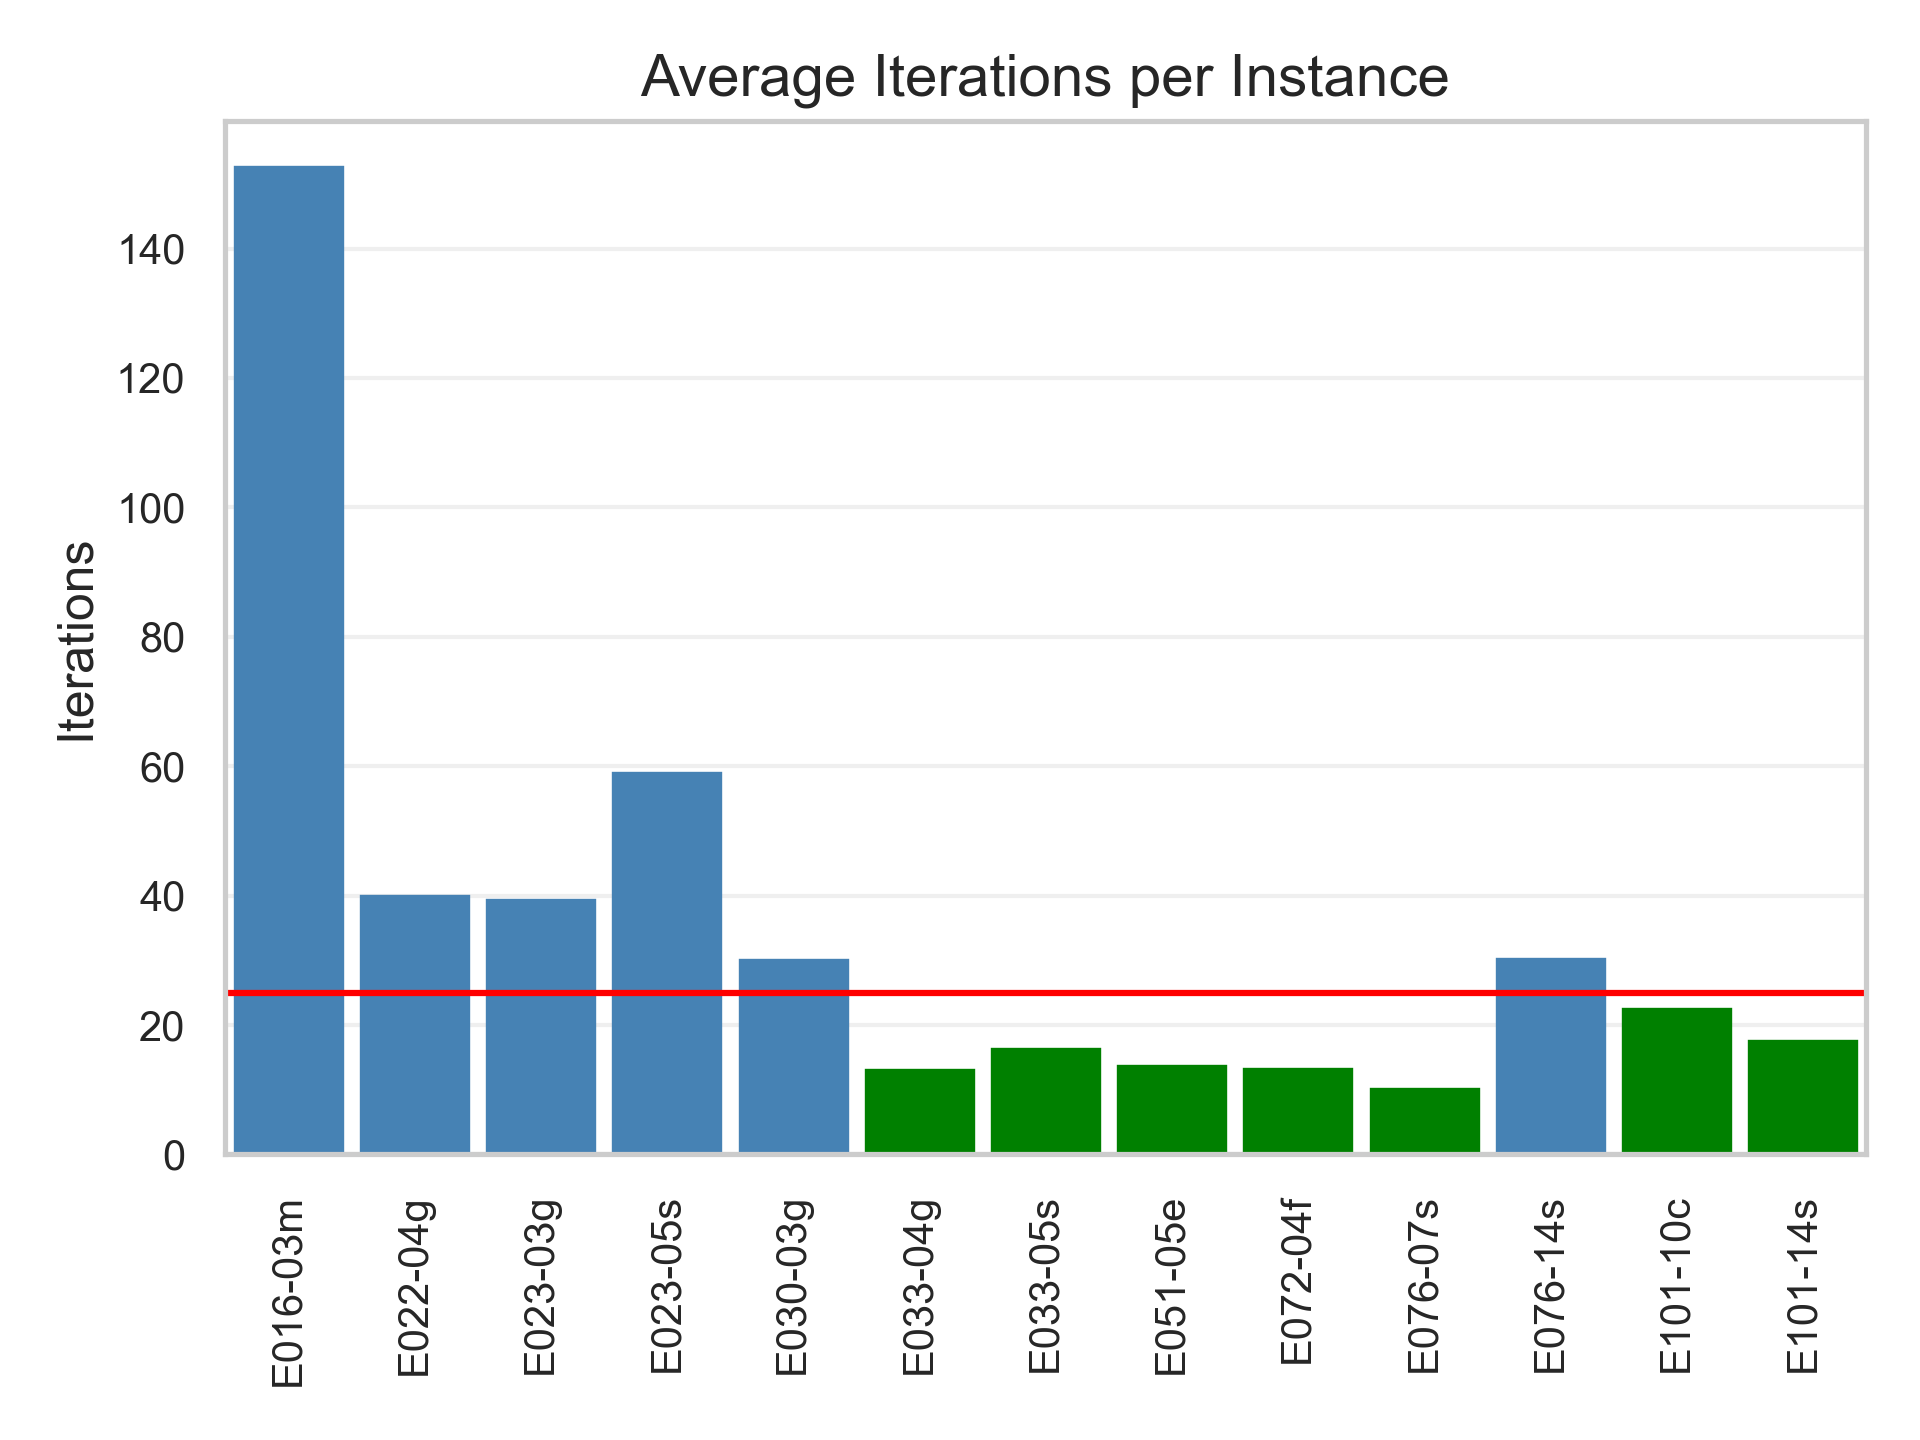 Average Iterations per Instance
Iterations
140
120
100
80
60
40
20
0
E016-03m
E022-04g
E023-03g
E023-05s
E030-03g
E033-04g
E033-05s
E051-05e
E072-04f
E076-07s
E076-14s
E101-10c
E101-14s